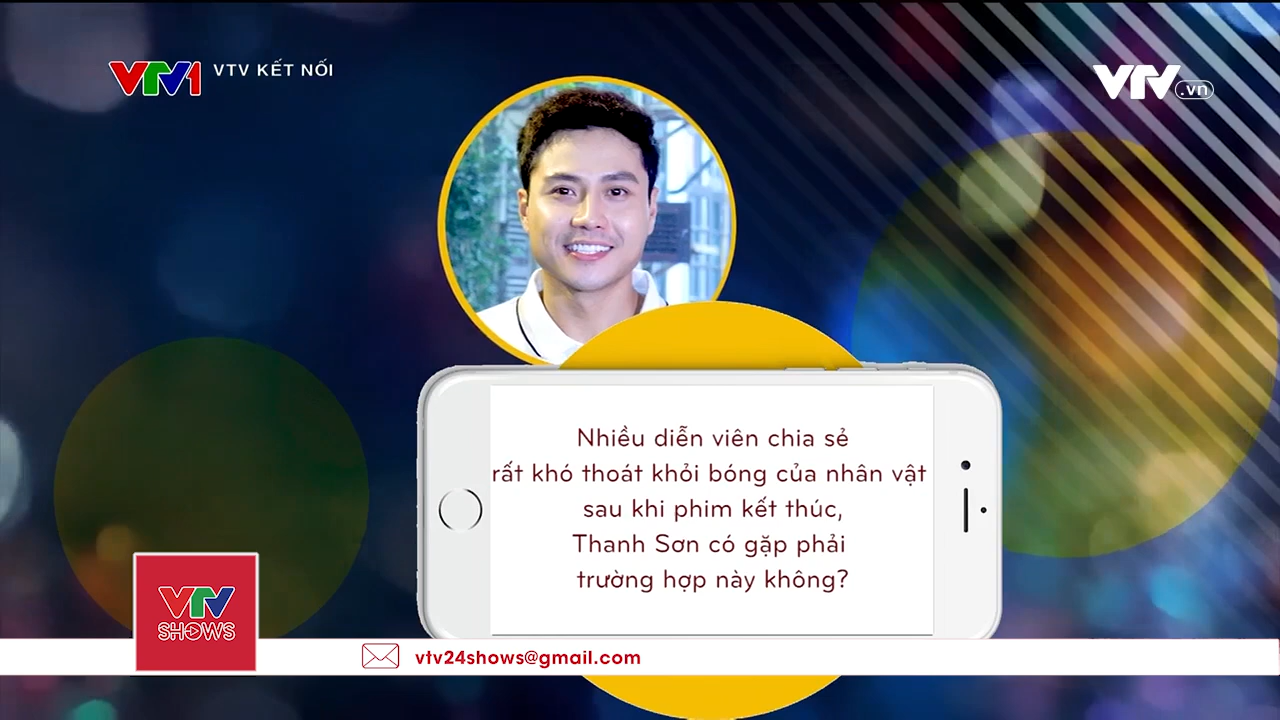 VTV1 VTV KẾT NỐI
VTV.vn
Nhiều diễn viên chia sẻ
rất khó thoát khỏi bóng của nhân vật
sau khi phim kết thúc,
Thanh Sơn có gặp phải
trường hợp này không?
VTV
SHOWS
vtv24shows@gmail.com